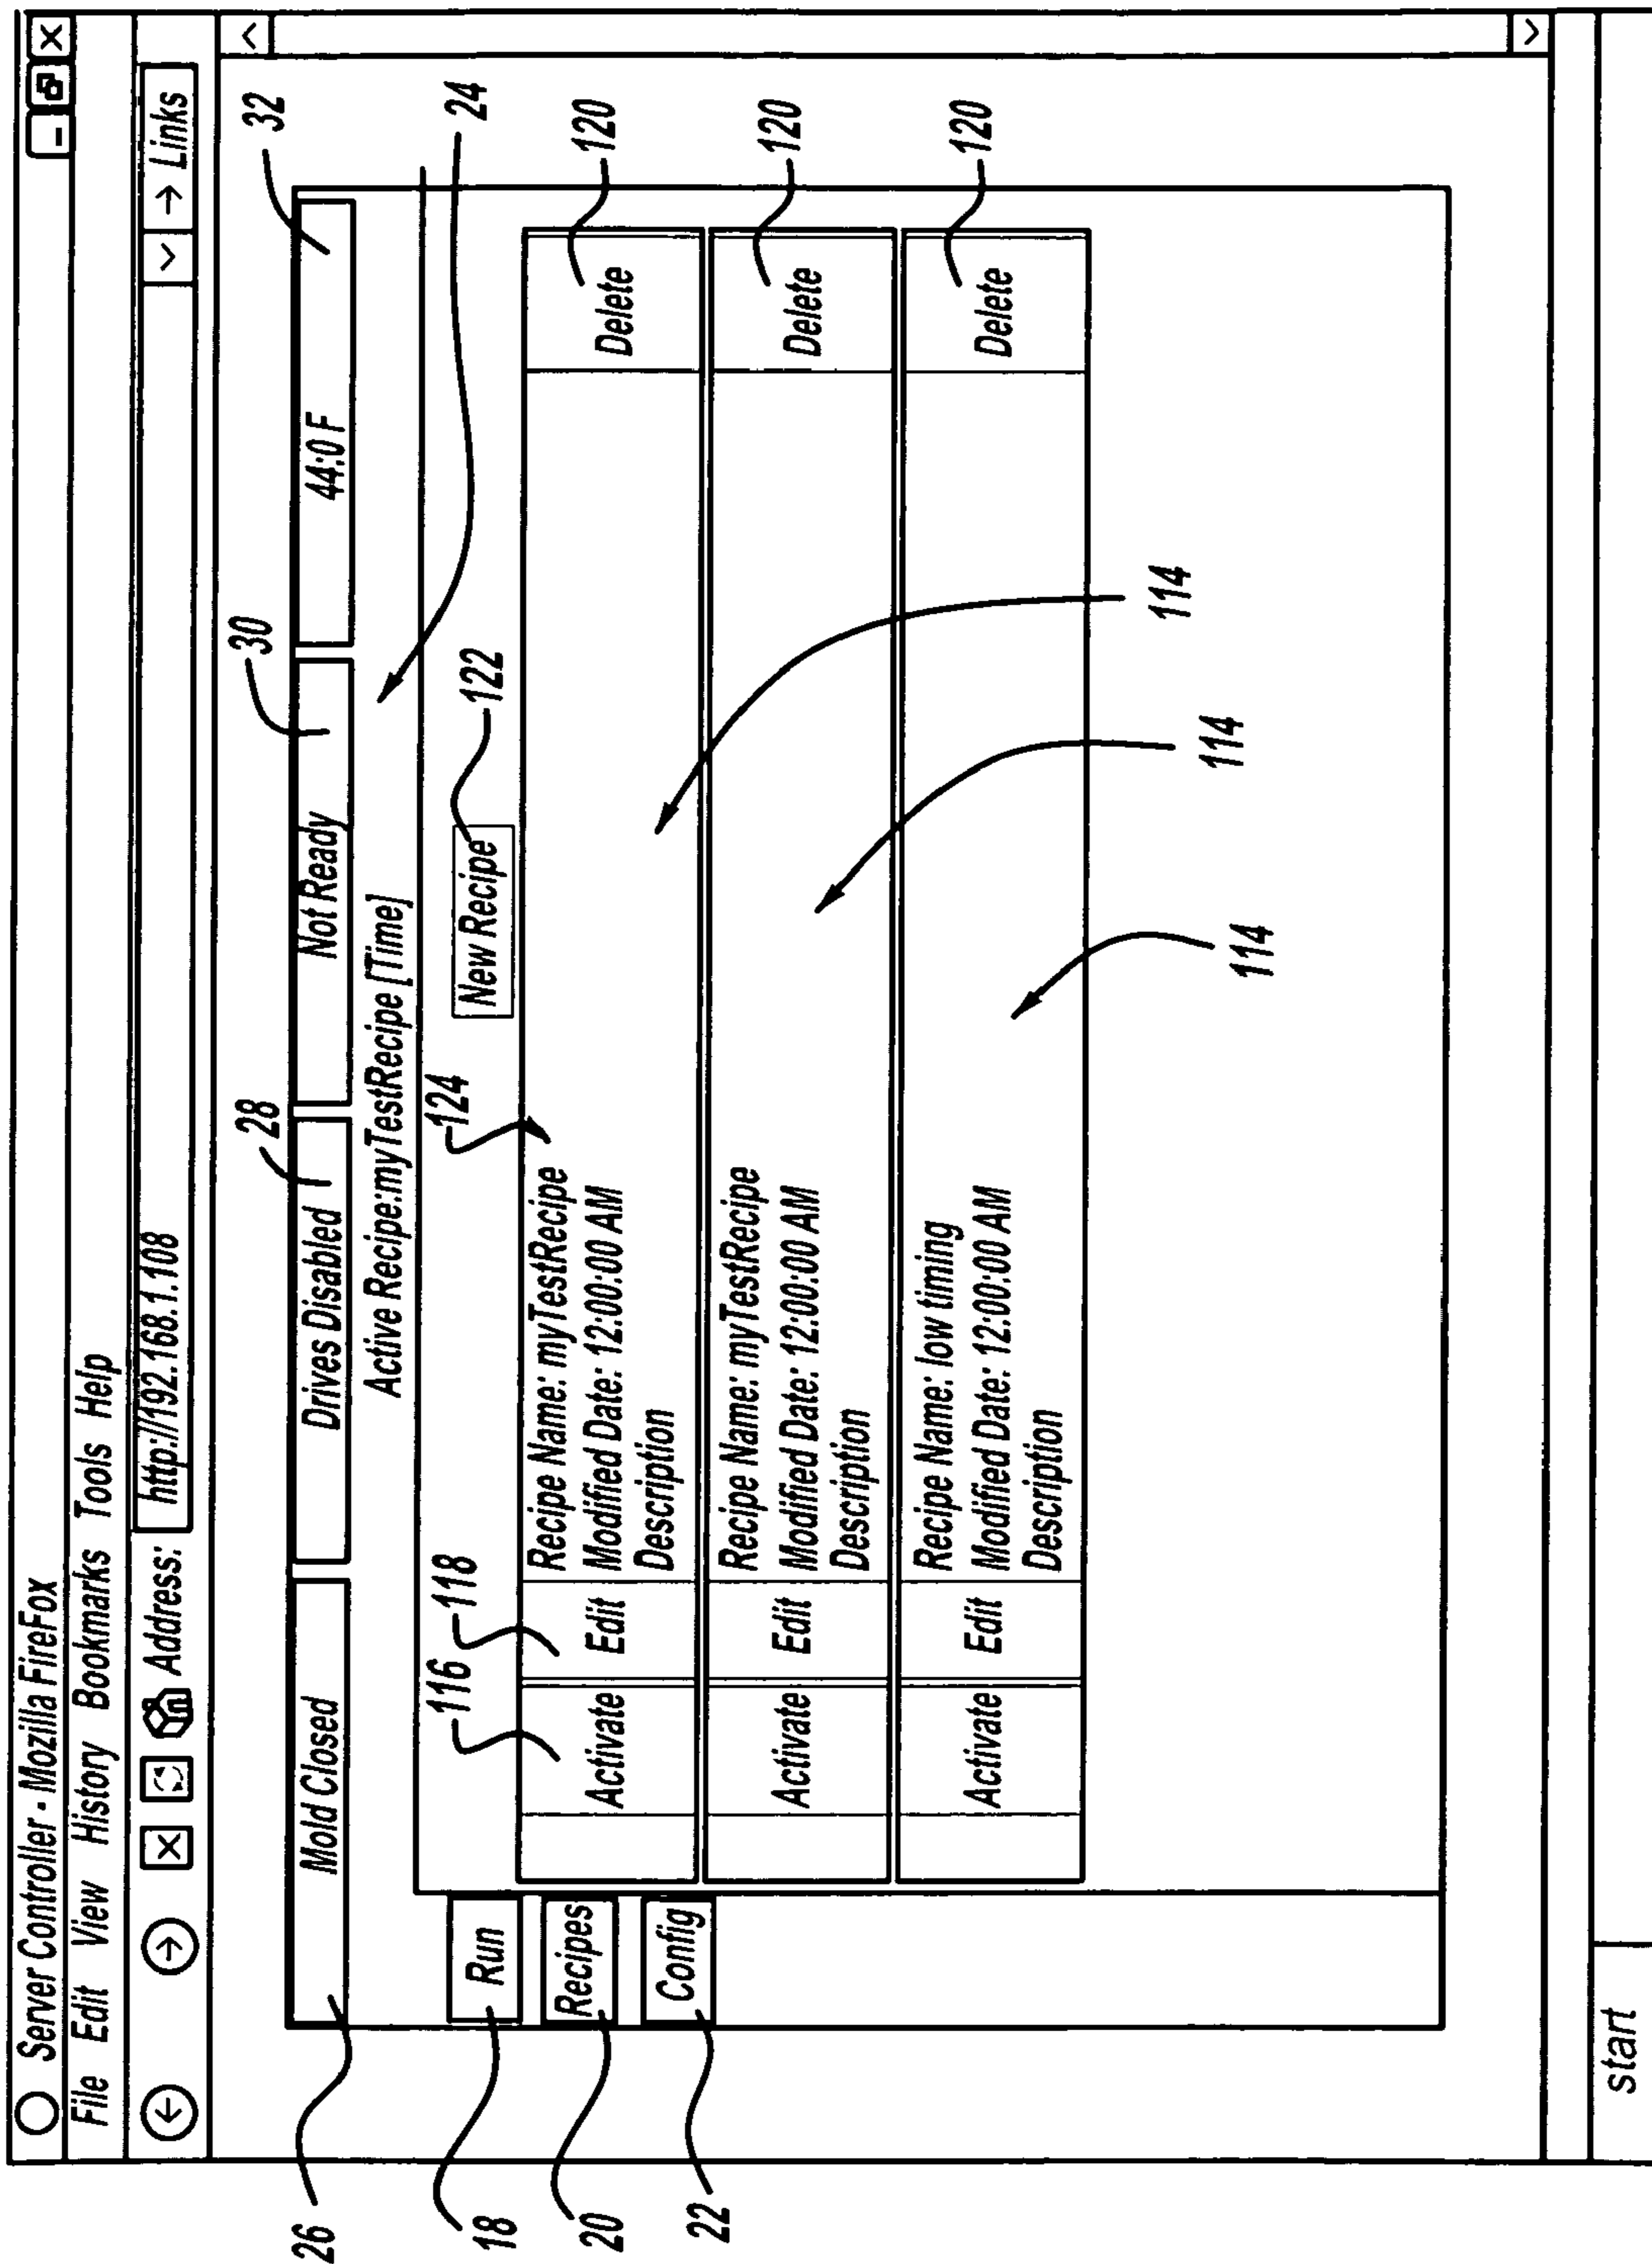 Server Controller - Mozilla FireFox
File Edit View History Bookmarks Tools Help
Address: http://192.168.1.108 Links
26
28
30
32
Mold Closed Drives Disabled Not Ready 44:0 F
Active Recipe:myTestRecipe [Time]
24
18 Run
116 118 124 New Recipe 122
20 Recipes
22 Config
Recipe Name: myTestRecipe
Modified Date: 12:00:00 AM
Description
Activate Edit Delete 120
Recipe Name: myTestRecipe
Modified Date: 12:00:00 AM
Description
Activate Edit Delete 120
Recipe Name: low timing
Modified Date: 12:00:00 AM
Description
Activate Edit Delete 120
114
114
114
start